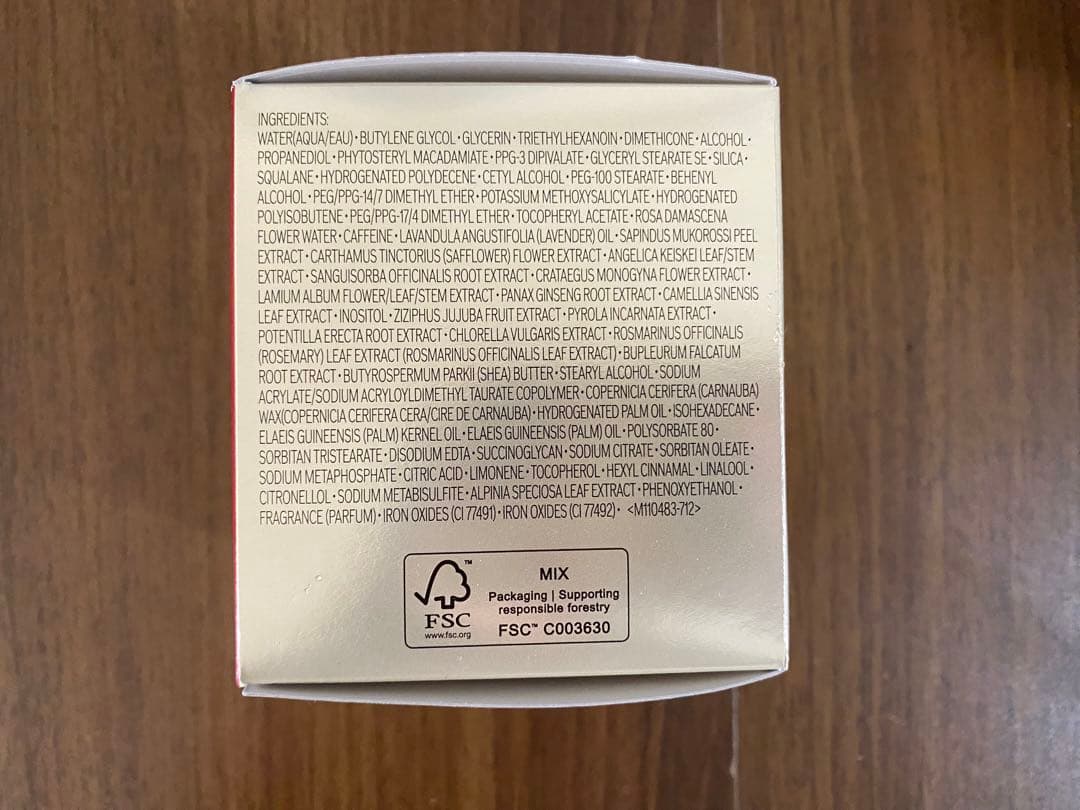 INGREDIENTS:
WATER(AQUA/EAU)・BUTYLENE GLYCOL・GLYCERIN・TRIETHYLHEXANOIN・DIMETHICONE・ALCOHOL・
PROPANEDIOL・PHYTOSTERYL MACADAMIATE・PPG-3 DIPIVALATE・GLYCERYL STEARATE SE・SILICA・
SQUALANE・HYDROGENATED POLYDECENE・CETYL ALCOHOL・PEG-100 STEARATE・BEHENYL
ALCOHOL・PEG/PPG-14/7 DIMETHYL ETHER・POTASSIUM METHOXYSALICYLATE・HYDROGENATED
POLYISOBUTENE・PEG/PPG-17/4 DIMETHYL ETHER・TOCOPHERYL ACETATE・ROSA DAMASCENA
FLOWER WATER・CAFFEINE・LAVANDULA ANGUSTIFOLIA (LAVENDER) OIL・SAPINDUS MUKOROSSI PEEL
EXTRACT・CARTHAMUS TINCTORIUS (SAFFLOWER) FLOWER EXTRACT・ANGELICA KEISKEI LEAF/STEM
EXTRACT・SANGUISORBA OFFICINALIS ROOT EXTRACT・CRATAEGUS MONOGYNA FLOWER EXTRACT・
LAMIUM ALBUM FLOWER/LEAF/STEM EXTRACT・PANAX GINSENG ROOT EXTRACT・CAMELLIA SINENSIS
LEAF EXTRACT・INOSITOL・ZIZIPHUS JUJUBA FRUIT EXTRACT・PYROLA INCARNATA EXTRACT・
POTENTILLA ERECTA ROOT EXTRACT・CHLORELLA VULGARIS EXTRACT・ROSMARINUS OFFICINALIS
(ROSEMARY) LEAF EXTRACT (ROSMARINUS OFFICINALIS LEAF EXTRACT)・BUPLEURUM FALCATUM
ROOT EXTRACT・BUTYROSPERMUM PARKII (SHEA) BUTTER・STEARYL ALCOHOL・SODIUM
ACRYLATE/SODIUM ACRYLOYLDIMETHYL TAURATE COPOLYMER・COPERNICIA CERIFERA (CARNAUBA)
WAX(COPERNICIA CERIFERA CERA/CIRE DE CARNAUBA)・HYDROGENATED PALM OIL・ISOHEXADECANE・
ELAEIS GUINEENSIS (PALM) KERNEL OIL・ELAEIS GUINEENSIS (PALM) OIL・POLYSORBATE 80・
SORBITAN TRISTEARATE・DISODIUM EDTA・SUCCINOGLYCAN・SODIUM CITRATE・SORBITAN OLEATE・
SODIUM METAPHOSPHATE・CITRIC ACID・LIMONENE・TOCOPHEROL・HEXYL CINNAMAL・LINALOOL・
CITRONELLOL・SODIUM METABISULFITE・ALPINIA SPECIOSA LEAF EXTRACT・PHENOXYETHANOL・
FRAGRANCE (PARFUM)・IRON OXIDES (CI 77491)・IRON OXIDES (CI 77492)・ <M110483-712>
™
FSC
www.fsc.org
MIX
Packaging | Supporting
responsible forestry
FSC™ C003630